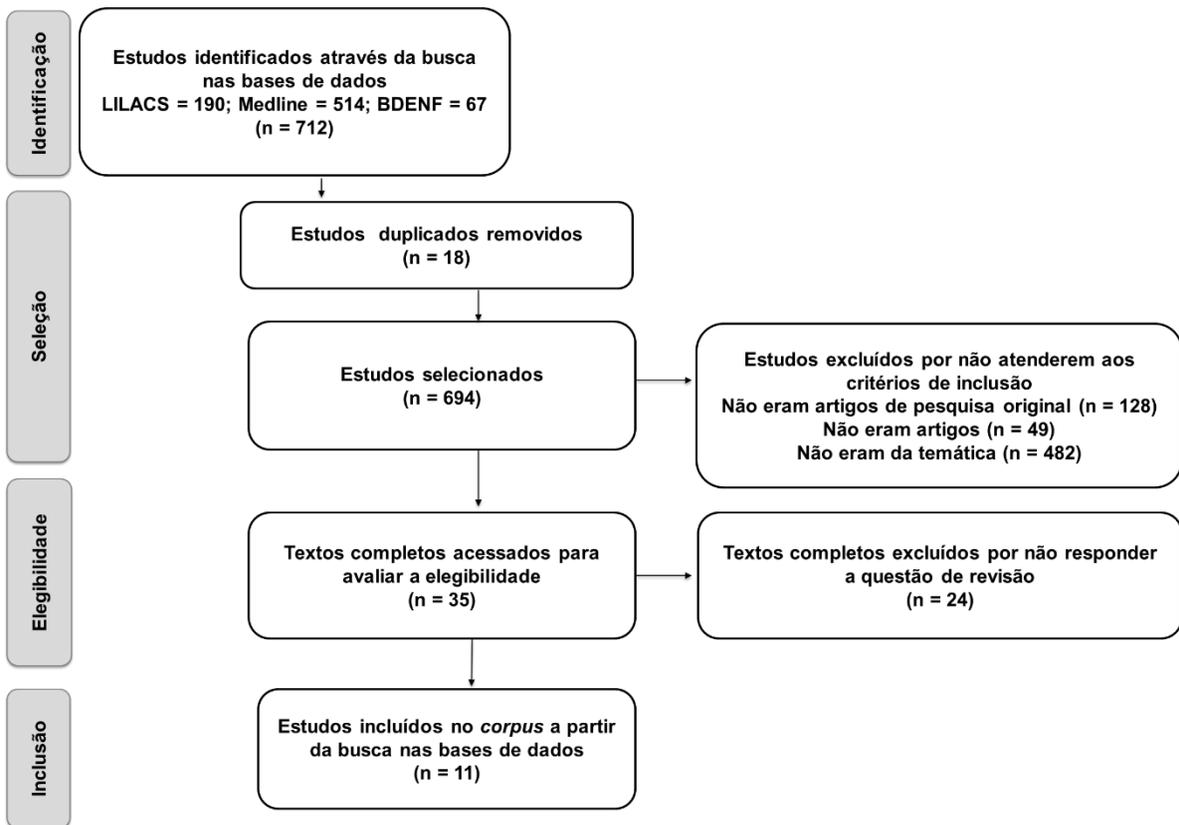 Identificação
Estudos identificados através da busca
nas bases de dados
LILACS = 190; Medline = 514; BDENF = 67
(n = 712)
Seleção
Estudos duplicados removidos
(n = 18)
Estudos selecionados
(n = 694)
Estudos excluídos por não atenderem aos
critérios de inclusão
Não eram artigos de pesquisa original (n = 128)
Não eram artigos (n = 49)
Não eram da temática (n = 482)
Elegibilidade
Textos completos acessados para
avaliar a elegibilidade
(n = 35)
Textos completos excluídos por não responder
a questão de revisão
(n = 24)
Inclusão
Estudos incluídos no corpus a partir
da busca nas bases de dados
(n = 11)